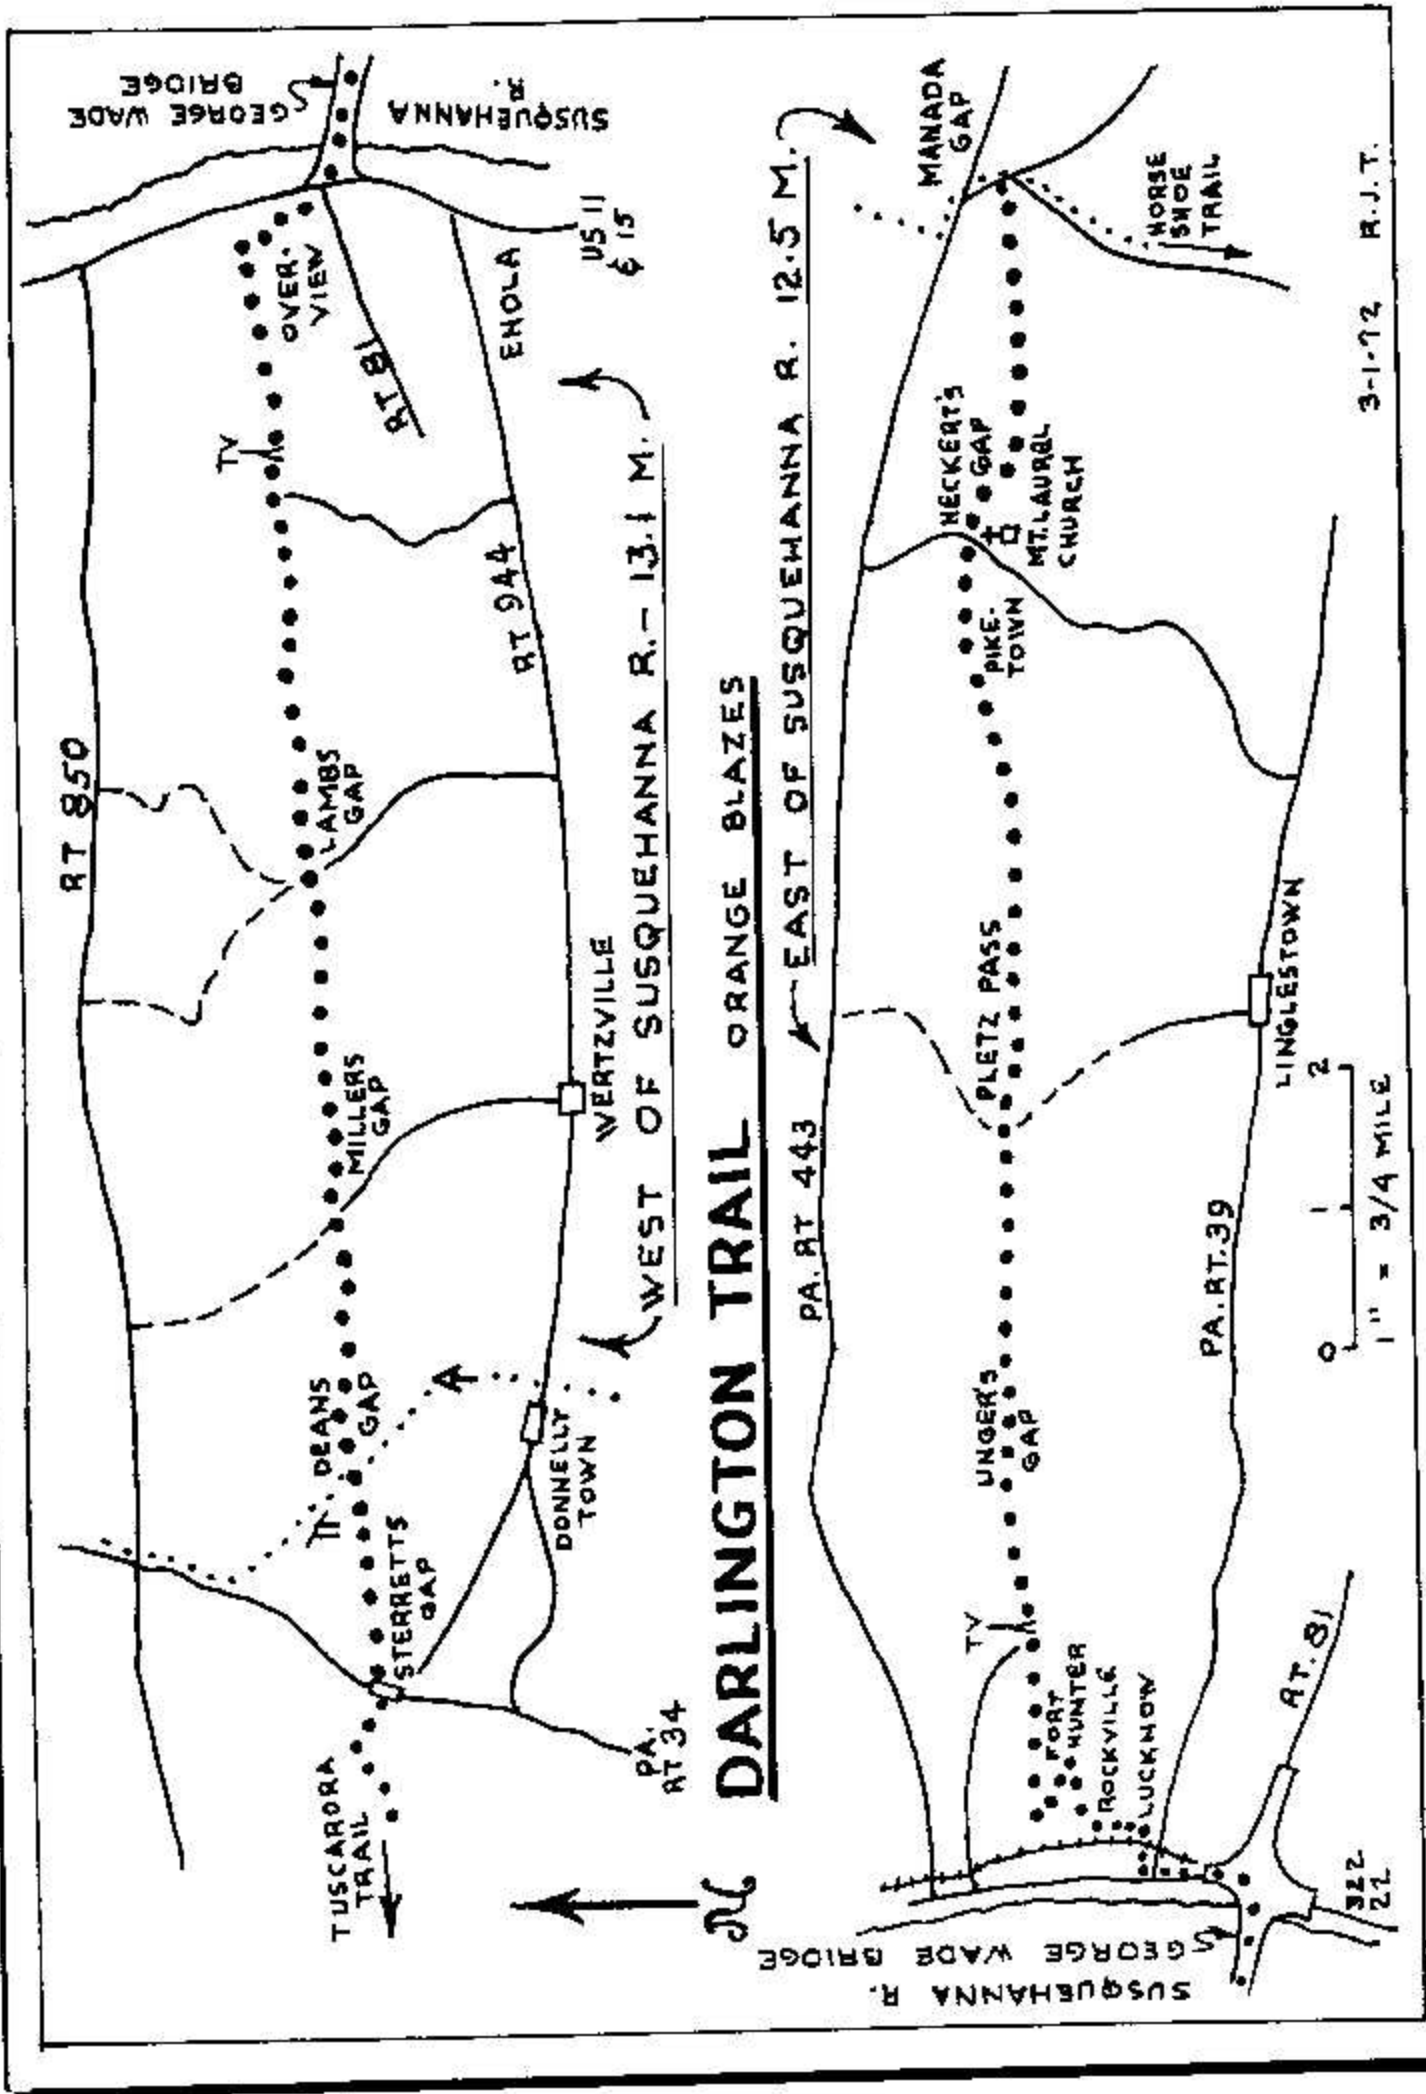 GEORGE WADE
BRIDGE
SUSQUEHANNA
R.
US 11
& 15
OVER-
VIEW
RT 81
ENOLA
TV
RT 944
RT 850
LAMBS
GAP
MILLERS
GAP
WERTZVILLE
DEANS
GAP
A
T
DONNELLY
TOWN
STERRETTS
GAP
PA.
RT 34
TUSCARORA
TRAIL
WEST OF SUSQUEHANNA R. - 13.1 M.
N
DARLINGTON TRAIL ORANGE BLAZES
EAST OF SUSQUEHANNA R. 12.5 M.
MANADA
GAP
HORSE
SHOE
TRAIL
HECKERT'S
GAP
MT. LAUREL
CHURCH
PIKE-
TOWN
PLETZ PASS
LINGLESTOWN
PA. RT 443
PA. RT. 39
UNGER'S
GAP
TV
FORT
HUNTER
ROCKVILLE
LUCKNOW
RT. 81
322
22
GEORGE WADE BRIDGE
SUSQUEHANNA R.
0 1 2
1" = 3/4 MILE
3-1-72 R.J.T.